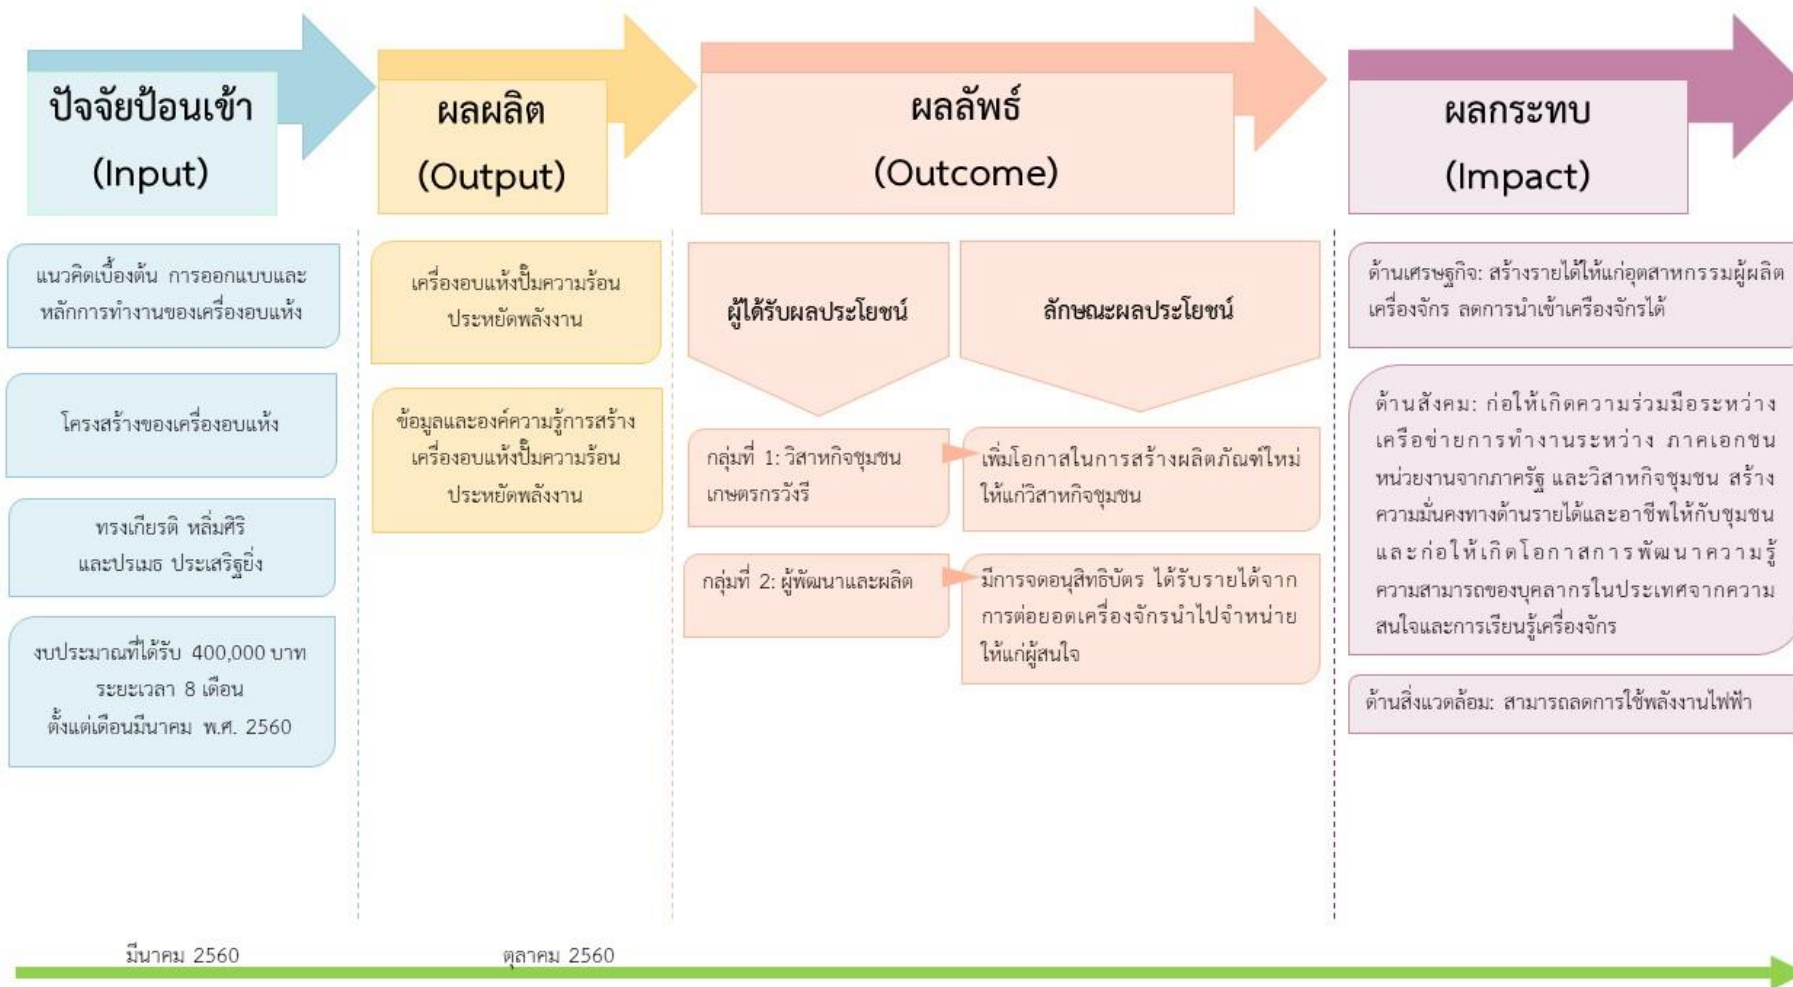 ปัจจัยป้อนเข้า
(Input)
ผลผลิต
(Output)
ผลลัพธ์
(Outcome)
ผลกระทบ
(Impact)
แนวคิดเบื้องต้น การออกแบบและ
หลักการทำงานของเครื่องอบแห้ง
โครงสร้างของเครื่องอบแห้ง
ทรงเกียรติ หลิ่มศิริ
และปรเมธ ประเสริฐยิ่ง
งบประมาณที่ได้รับ 400,000 บาท
ระยะเวลา 8 เดือน
ตั้งแต่เดือนมีนาคม พ.ศ. 2560
เครื่องอบแห้งปั๊มความร้อน
ประหยัดพลังงาน
ข้อมูลและองค์ความรู้การสร้าง
เครื่องอบแห้งปั๊มความร้อน
ประหยัดพลังงาน
ผู้ได้รับผลประโยชน์
ลักษณะผลประโยชน์
กลุ่มที่ 1: วิสาหกิจชุมชน
เกษตรกรวังรี
เพิ่มโอกาสในการสร้างผลิตภัณฑ์ใหม่
ให้แก่วิสาหกิจชุมชน
กลุ่มที่ 2: ผู้พัฒนาและผลิต
มีการจดอนุสิทธิบัตร ได้รับรายได้จาก
การต่อยอดเครื่องจักรนำไปจำหน่าย
ให้แก่ผู้สนใจ
ด้านเศรษฐกิจ: สร้างรายได้ให้แก่อุตสาหกรรมผู้ผลิต
เครื่องจักร ลดการนำเข้าเครื่องจักรได้
ด้านสังคม: ก่อให้เกิดความร่วมมือระหว่าง
เครือข่ายการทำงานระหว่าง ภาคเอกชน
หน่วยงานจากภาครัฐ และวิสาหกิจชุมชน สร้าง
ความมั่นคงทางด้านรายได้และอาชีพให้กับชุมชน
และก่อให้เกิดโอกาสการพัฒนาความรู้
ความสามารถของบุคลากรในประเทศจากความ
สนใจและการเรียนรู้เครื่องจักร
ด้านสิ่งแวดล้อม: สามารถลดการใช้พลังงานไฟฟ้า
มีนาคม 2560
ตุลาคม 2560